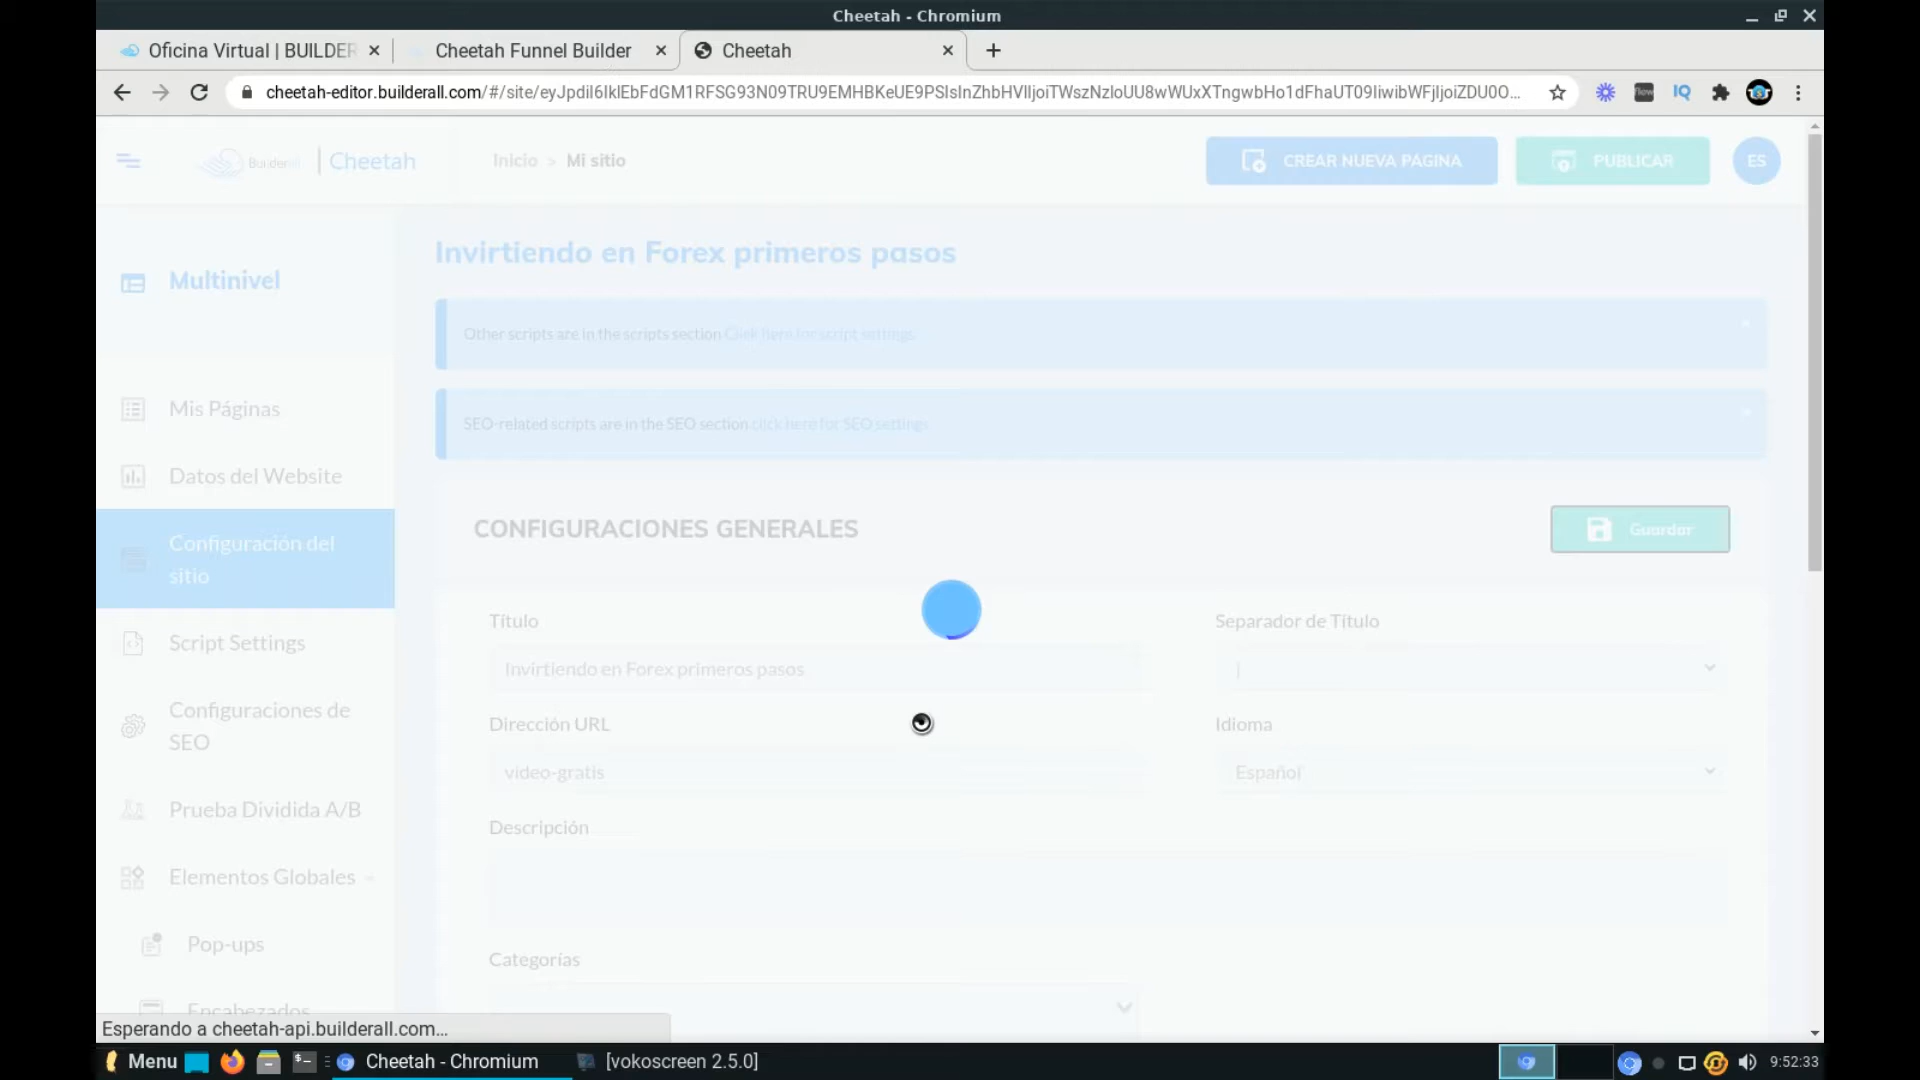 Cheetah - Chromium
Oficina Virtual | BUILDER
Cheetah Funnel Builder
Cheetah
cheetah-editor.builderall.com/#/site/
IQ
Builderall
Cheetah
Inicio > Mi sitio
CREAR NUEVA PÁGINA
PUBLICAR
ES
Multinivel
Mis Páginas
Datos del Website
Configuración del
sitio
Script Settings
Configuraciones de
SEO
Prueba Dividida A/B
Elementos Globales
Pop-ups
Encabezados
Invirtiendo en Forex primeros pasos
Other scripts are in the scripts section Click here for script settings.
SEO-related scripts are in the SEO section click here for SEO settings.
CONFIGURACIONES GENERALES
Guardar
Título
Separador de Título
Invirtiendo en Forex primeros pasos
|
Dirección URL
Idioma
video-gratis
Español
Descripción
Categorías
Esperando a cheetah-api.builderall.com...
Menu
Cheetah - Chromium
[vokoscreen 2.5.0]
9:52:33